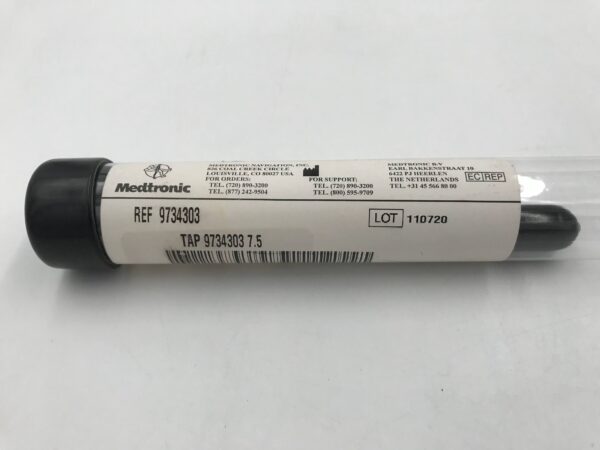 Medtronic
MEDTRONIC NAVIGATION, INC.
826 COAL CREEK CIRCLE
LOUISVILLE, CO 80027 USA
FOR ORDERS:
TEL. (720) 890-3200
TEL. (877) 242-9504
FOR SUPPORT:
TEL. (720) 890-3200
TEL. (800) 595-9709
MEDTRONIC B.V
EARL BAKKENSTRAAT 10
6422 PJ HEERLEN
THE NETHERLANDS
TEL. +31 45 566 80 00
EC REP
REF 9734303
LOT 110720
TAP 9734303 7.5